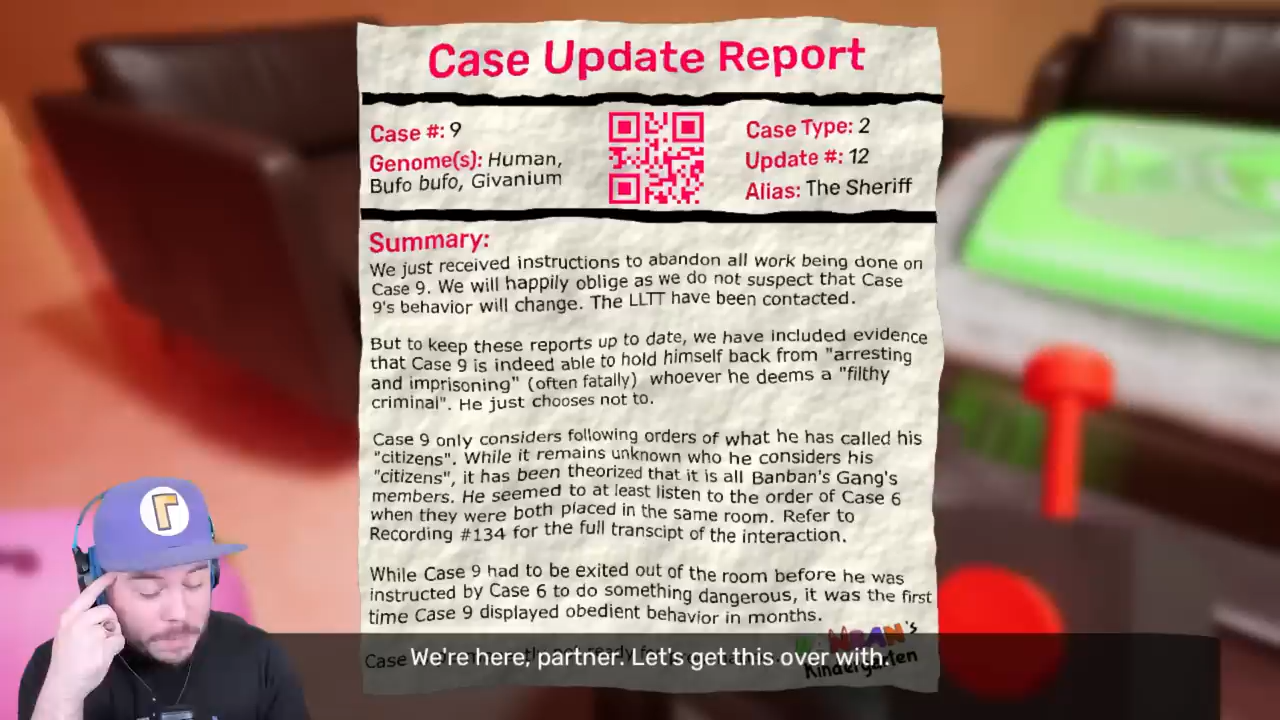 Case Update Report
Case #: 9
Genome(s): Human,
Bufo bufo, Givanium
Case Type: 2
Update #: 12
Alias: The Sheriff
Summary:
We just received instructions to abandon all work being done on
Case 9. We will happily oblige as we do not suspect that Case
9's behavior will change. The LLTT have been contacted.
But to keep these reports up to date, we have included evidence
that Case 9 is indeed able to hold himself back from "arresting
and imprisoning" (often fatally) whoever he deems a "filthy
criminal". He just chooses not to.
Case 9 only considers following orders of what he has called his
"citizens". While it remains unknown who he considers his
"citizens", it has been theorized that it is all Banban's Gang's
members. He seemed to at least listen to the order of Case 6
when they were both placed in the same room. Refer to
Recording #134 for the full transcipt of the interaction.
While Case 9 had to be exited out of the room before he was
instructed by Case 6 to do something dangerous, it was the first
time Case 9 displayed obedient behavior in months.
BANBAN's
Kindergarten
Case
We're here, partner. Let's get this over with.